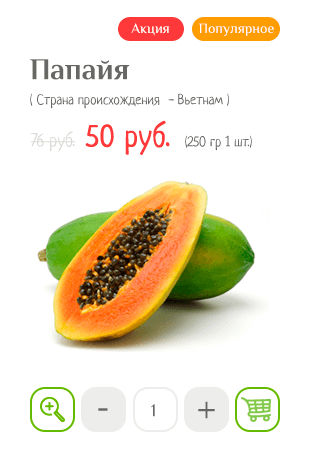 Акция Популярное
Папайя
( Страна происхождения - Вьетнам )
76 руб. 50 руб. (250 гр 1 шт.)
- 1 +